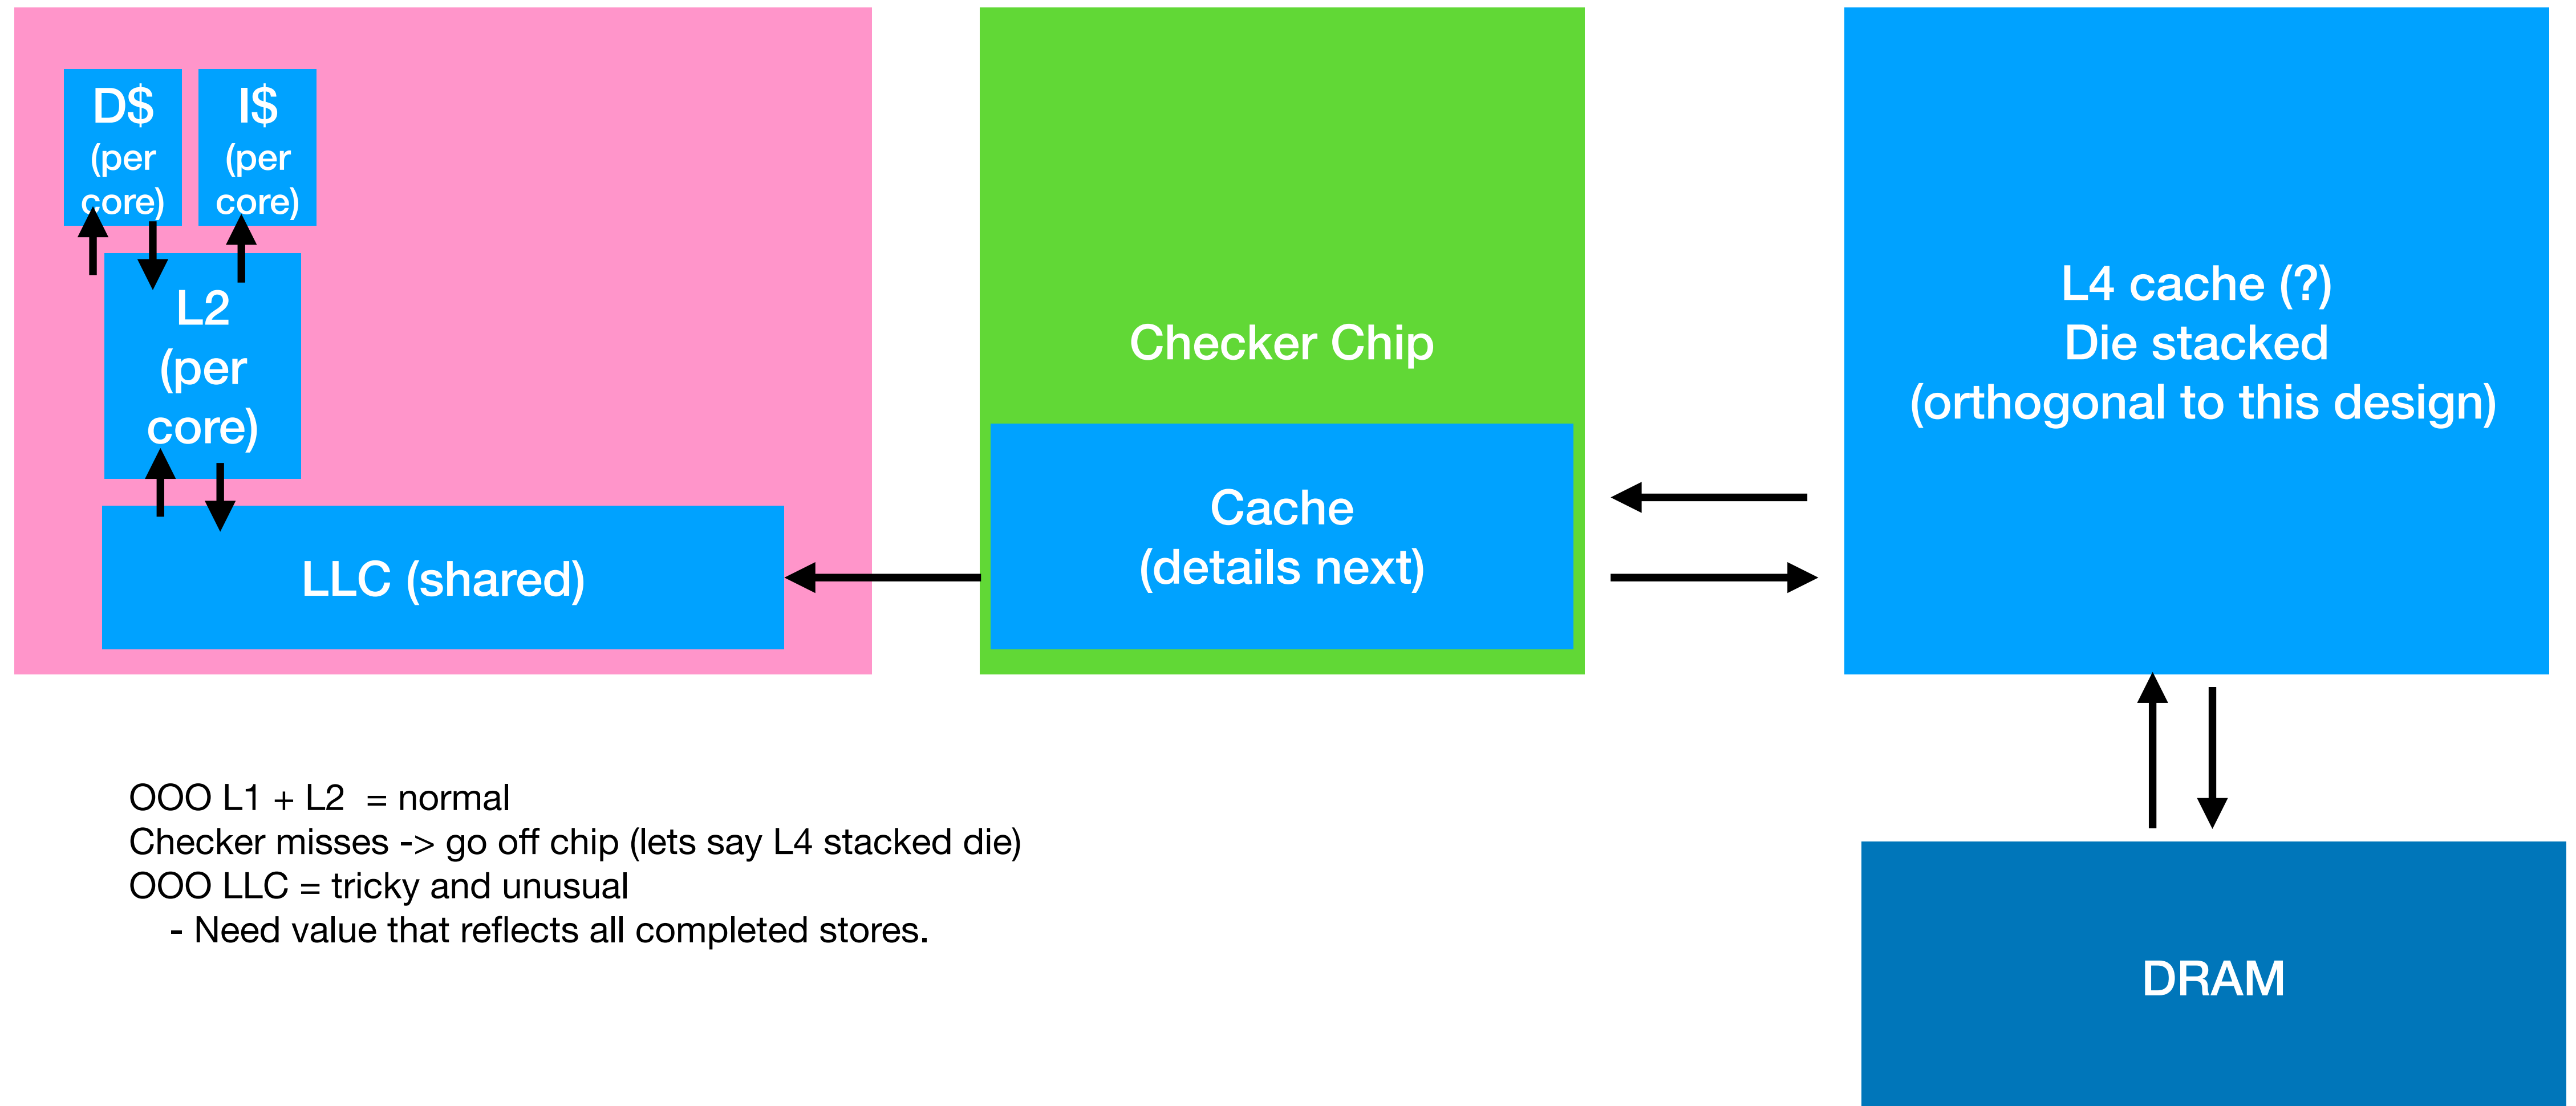 D$
(per
core)
I$
(per
core)
L2
(per
core)
LLC (shared)
Checker Chip
Cache
(details next)
L4 cache (?)
Die stacked
(orthogonal to this design)
DRAM
OOO L1 + L2  = normal
Checker misses -> go off chip (lets say L4 stacked die)
OOO LLC = tricky and unusual
- Need value that reflects all completed stores.